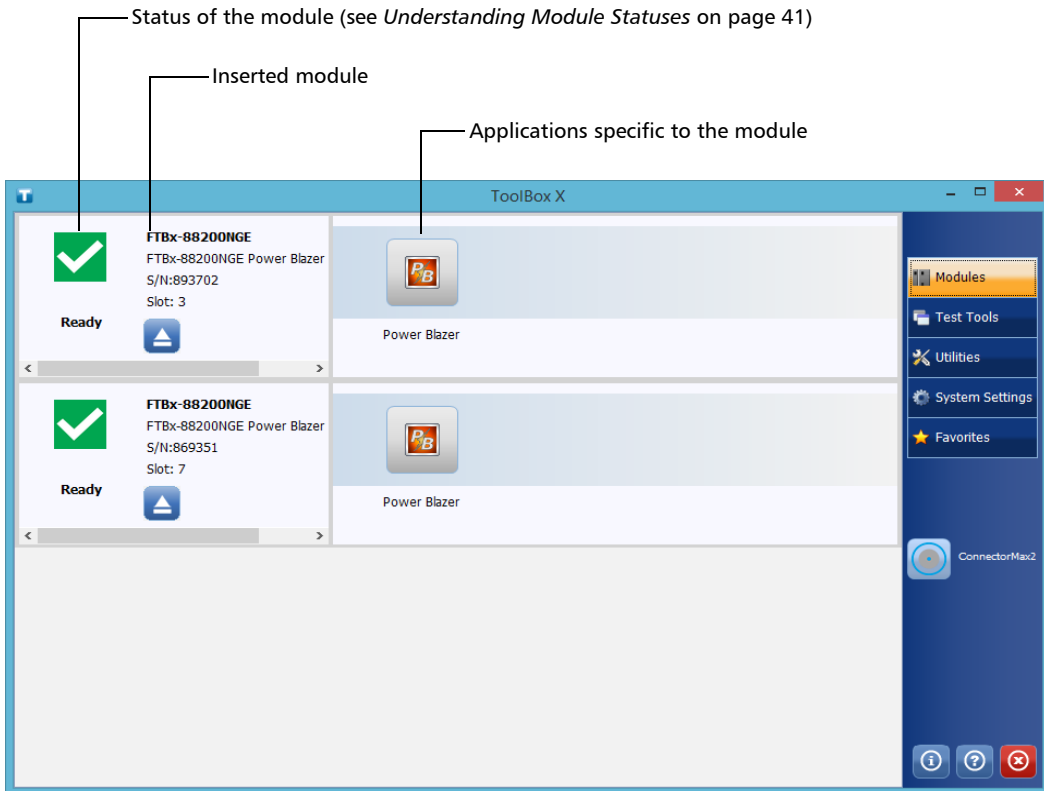 Status of the module (see Understanding Module Statuses on page 41)
Inserted module
Applications specific to the module
T
ToolBox X
FTBx-88200NGE
FTBx-88200NGE Power Blazer
S/N:893702
Slot: 3
Ready
PB
Power Blazer
FTBx-88200NGE
FTBx-88200NGE Power Blazer
S/N:869351
Slot: 7
Ready
PB
Power Blazer
Modules
Test Tools
Utilities
System Settings
Favorites
ConnectorMax2